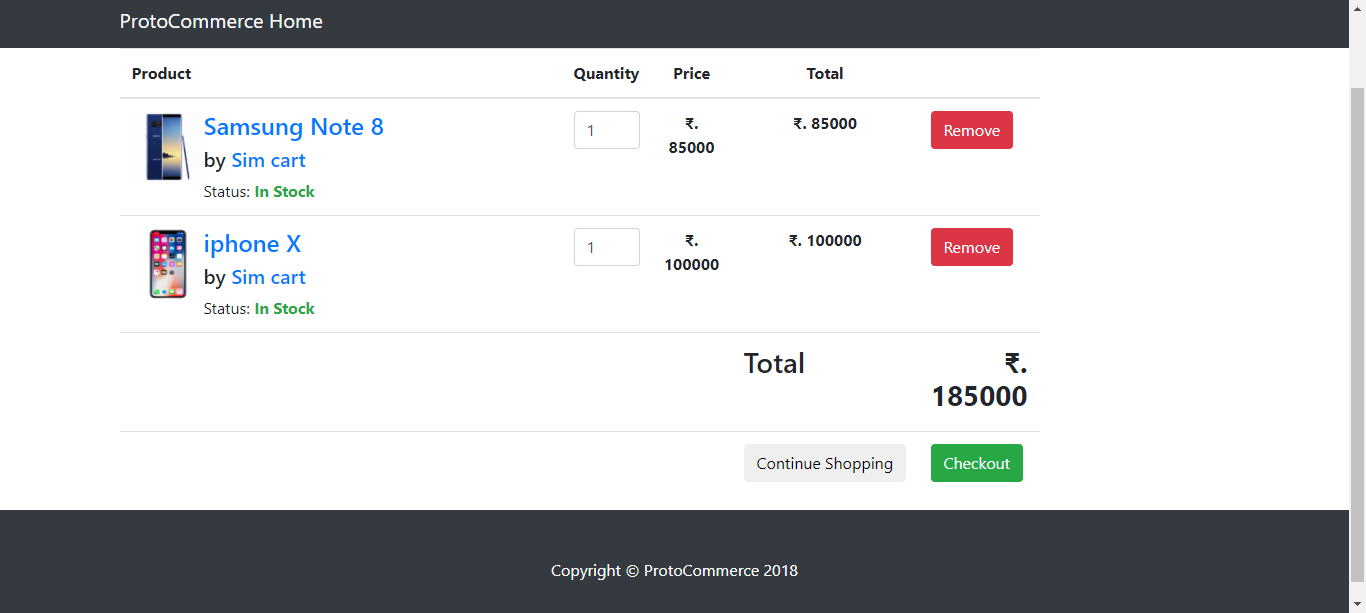 ProtoCommerce Home
Product Quantity Price Total
Samsung Note 8 1 ₹. ₹. 85000 Remove
85000
by Sim cart
Status: In Stock
iphone X 1 ₹. ₹. 100000 Remove
100000
by Sim cart
Status: In Stock
Total ₹.
185000
Continue Shopping Checkout
Copyright © ProtoCommerce 2018